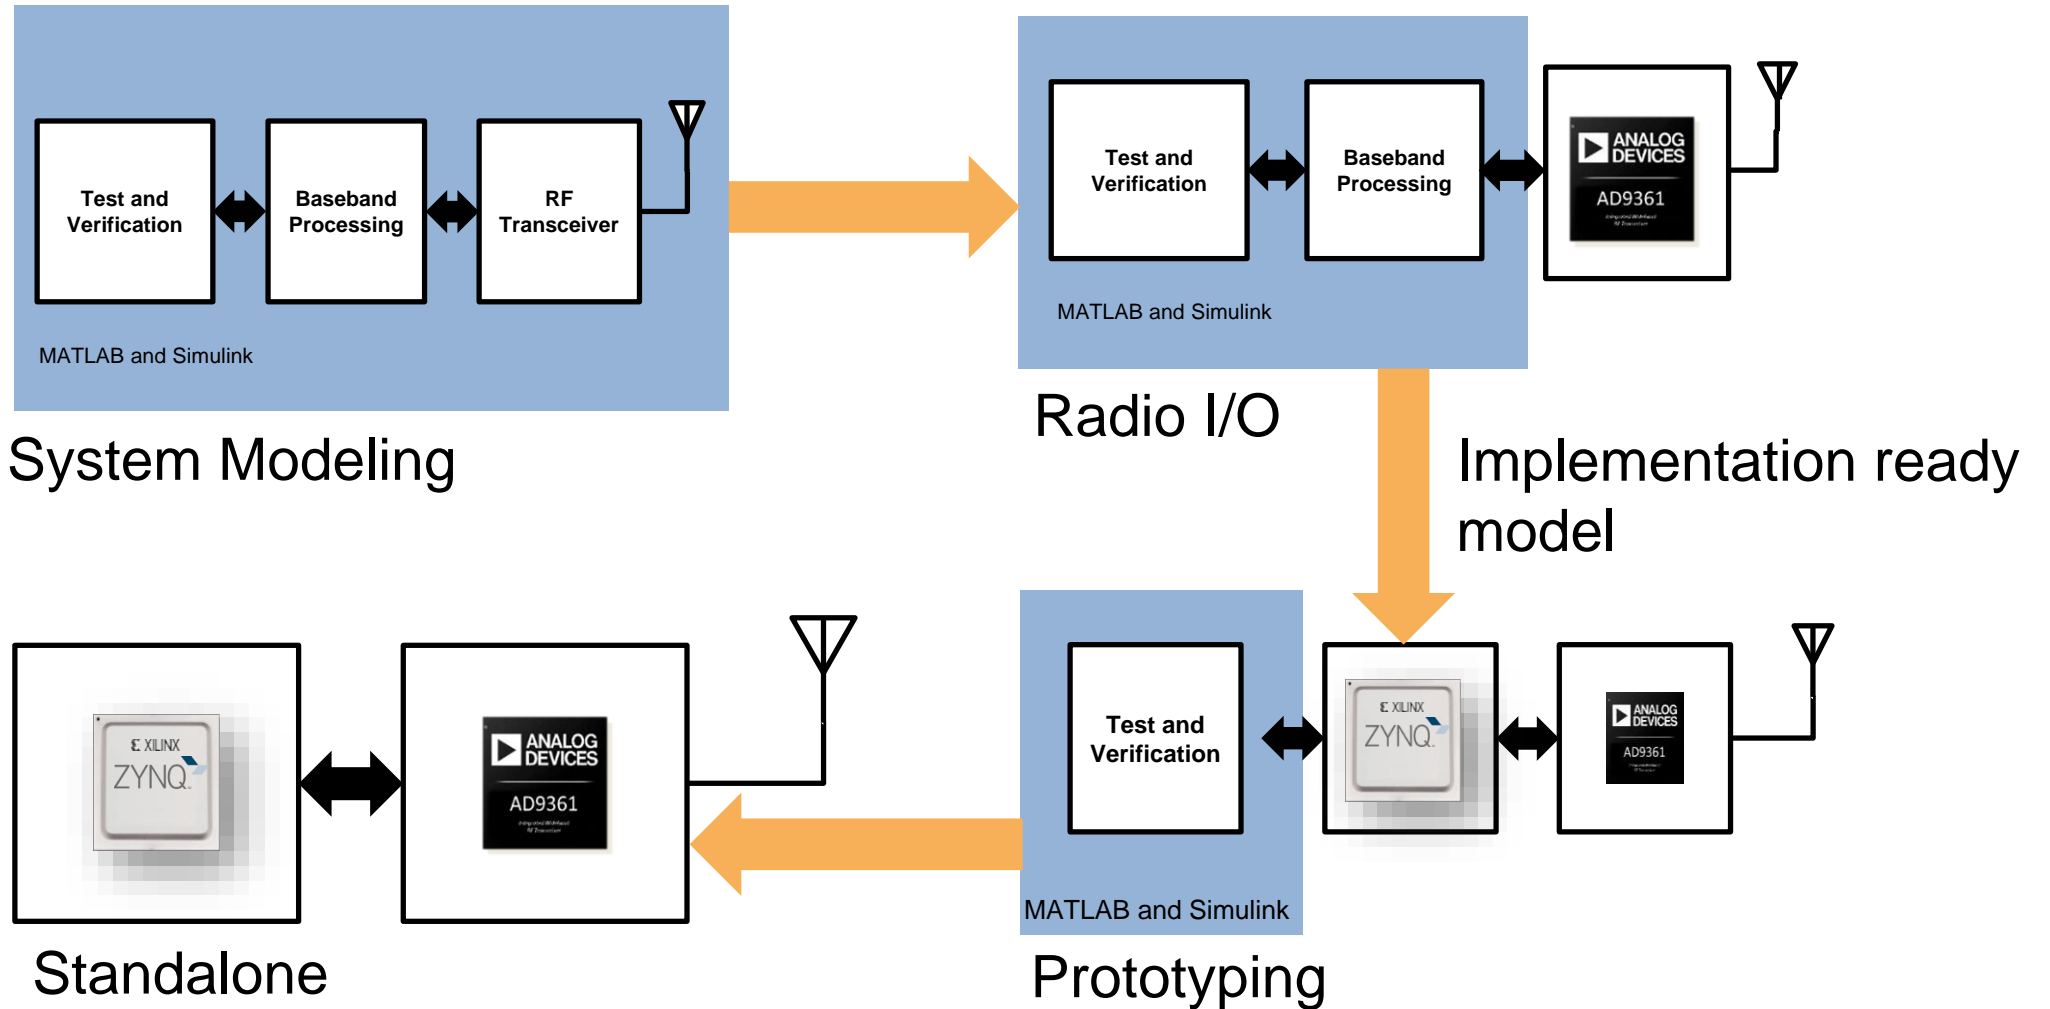 Test and
Verification
Baseband
Processing
RF
Transceiver
MATLAB and Simulink
System Modeling
Test and
Verification
Baseband
Processing
ANALOG
DEVICES
AD9361
MATLAB and Simulink
Radio I/O
Implementation ready
model
XILINX
ZYNQ
ANALOG
DEVICES
AD9361
Standalone
Test and
Verification
XILINX
ZYNQ
ANALOG
DEVICES
AD9361
MATLAB and Simulink
Prototyping